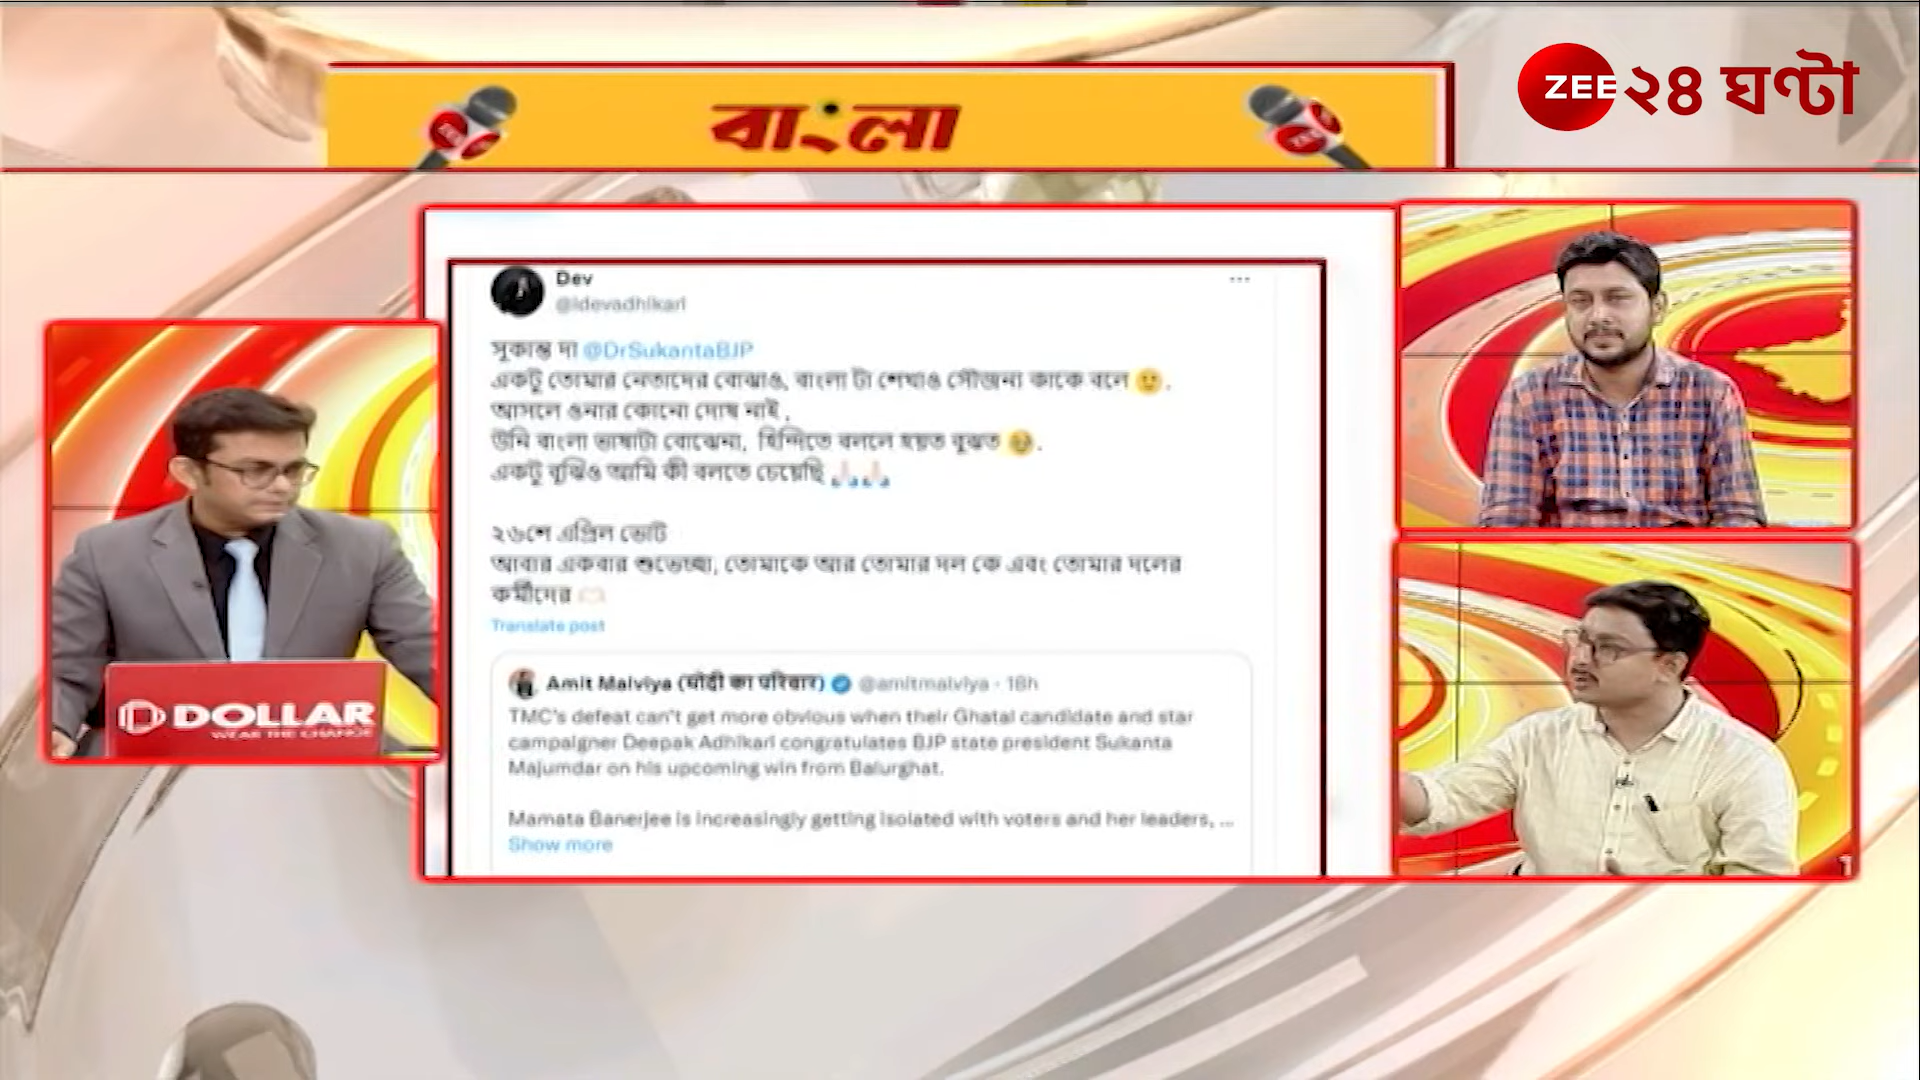 ZEE ২৪ ঘণ্টা
বাংলা
Dev
@idevadhikari
সুকান্ত দা @DrSukantaBJP
একটু তোমার নেতাদের বোঝাও, বাংলা টা শেখাও সৌজন্য কাকে বলে 🙂.
আসলে ওনার কোনো দোষ নাই.
উনি বাংলা ভাষাটা বোঝেনা, হিন্দিতে বললে হয়ত বুঝত 🥹.
একটু বুঝিও আমি কী বলতে চেয়েছি 🙏🏻🙏🏻
২৬শে এপ্রিল ভোট
আবার একবার শুভেচ্ছা, তোমাকে আর তোমার দল কে এবং তোমার দলের
কর্মীদের 🫶🏻
Translate post
Amit Malviya (मोदी का परिवार) @amitmalviya · 18h
TMC's defeat can't get more obvious when their Ghatal candidate and star
campaigner Deepak Adhikari congratulates BJP state president Sukanta
Majumdar on his upcoming win from Balurghat.
Mamata Banerjee is increasingly getting isolated with voters and her leaders, ...
Show more
DOLLAR
WEAR THE CHANGE